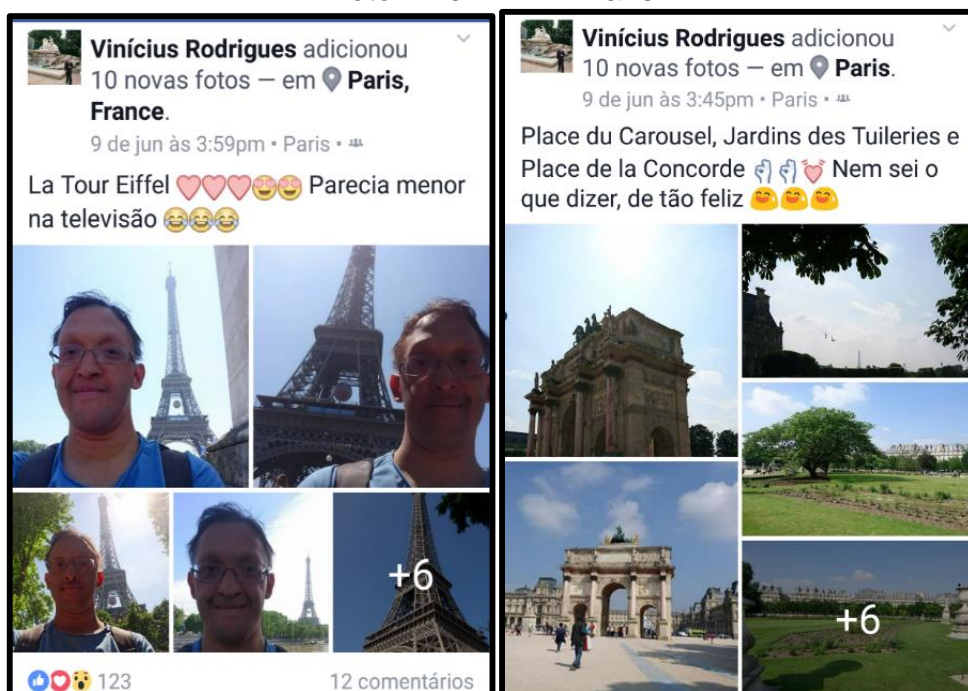 Vinícius Rodrigues adicionou
10 novas fotos — em Paris,
France.
9 de jun às 3:59pm • Paris •
La Tour Eiffel ♥♥♥😍😍 Parecia menor
na televisão 😂😂😂
+6
123
12 comentários
Vinícius Rodrigues adicionou
10 novas fotos — em Paris.
9 de jun às 3:45pm • Paris •
Place du Carousel, Jardins des Tuileries e
Place de la Concorde Nem sei o
que dizer, de tão feliz
+6